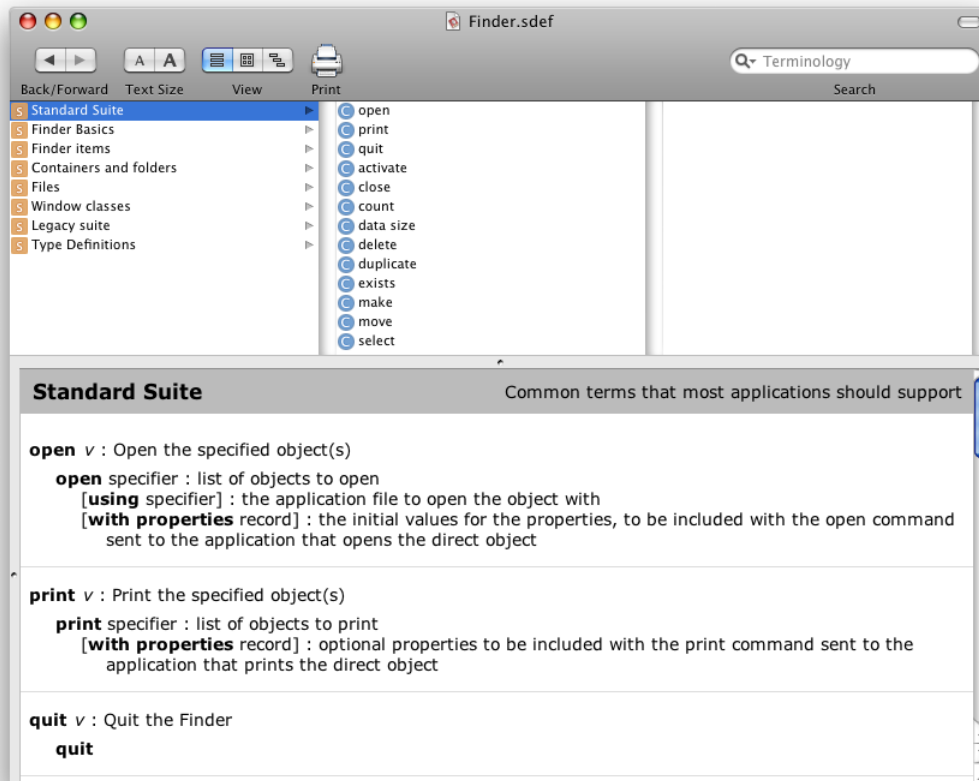 Finder.sdef
A A
Back/Forward Text Size View Print Search
Terminology
S Standard Suite
S Finder Basics
S Finder items
S Containers and folders
S Files
S Window classes
S Legacy suite
S Type Definitions
C open
C print
C quit
C activate
C close
C count
C data size
C delete
C duplicate
C exists
C make
C move
C select
Standard Suite Common terms that most applications should support
open v : Open the specified object(s)
open specifier : list of objects to open
[using specifier] : the application file to open the object with
[with properties record] : the initial values for the properties, to be included with the open command
sent to the application that opens the direct object
print v : Print the specified object(s)
print specifier : list of objects to print
[with properties record] : optional properties to be included with the print command sent to the
application that prints the direct object
quit v : Quit the Finder
quit